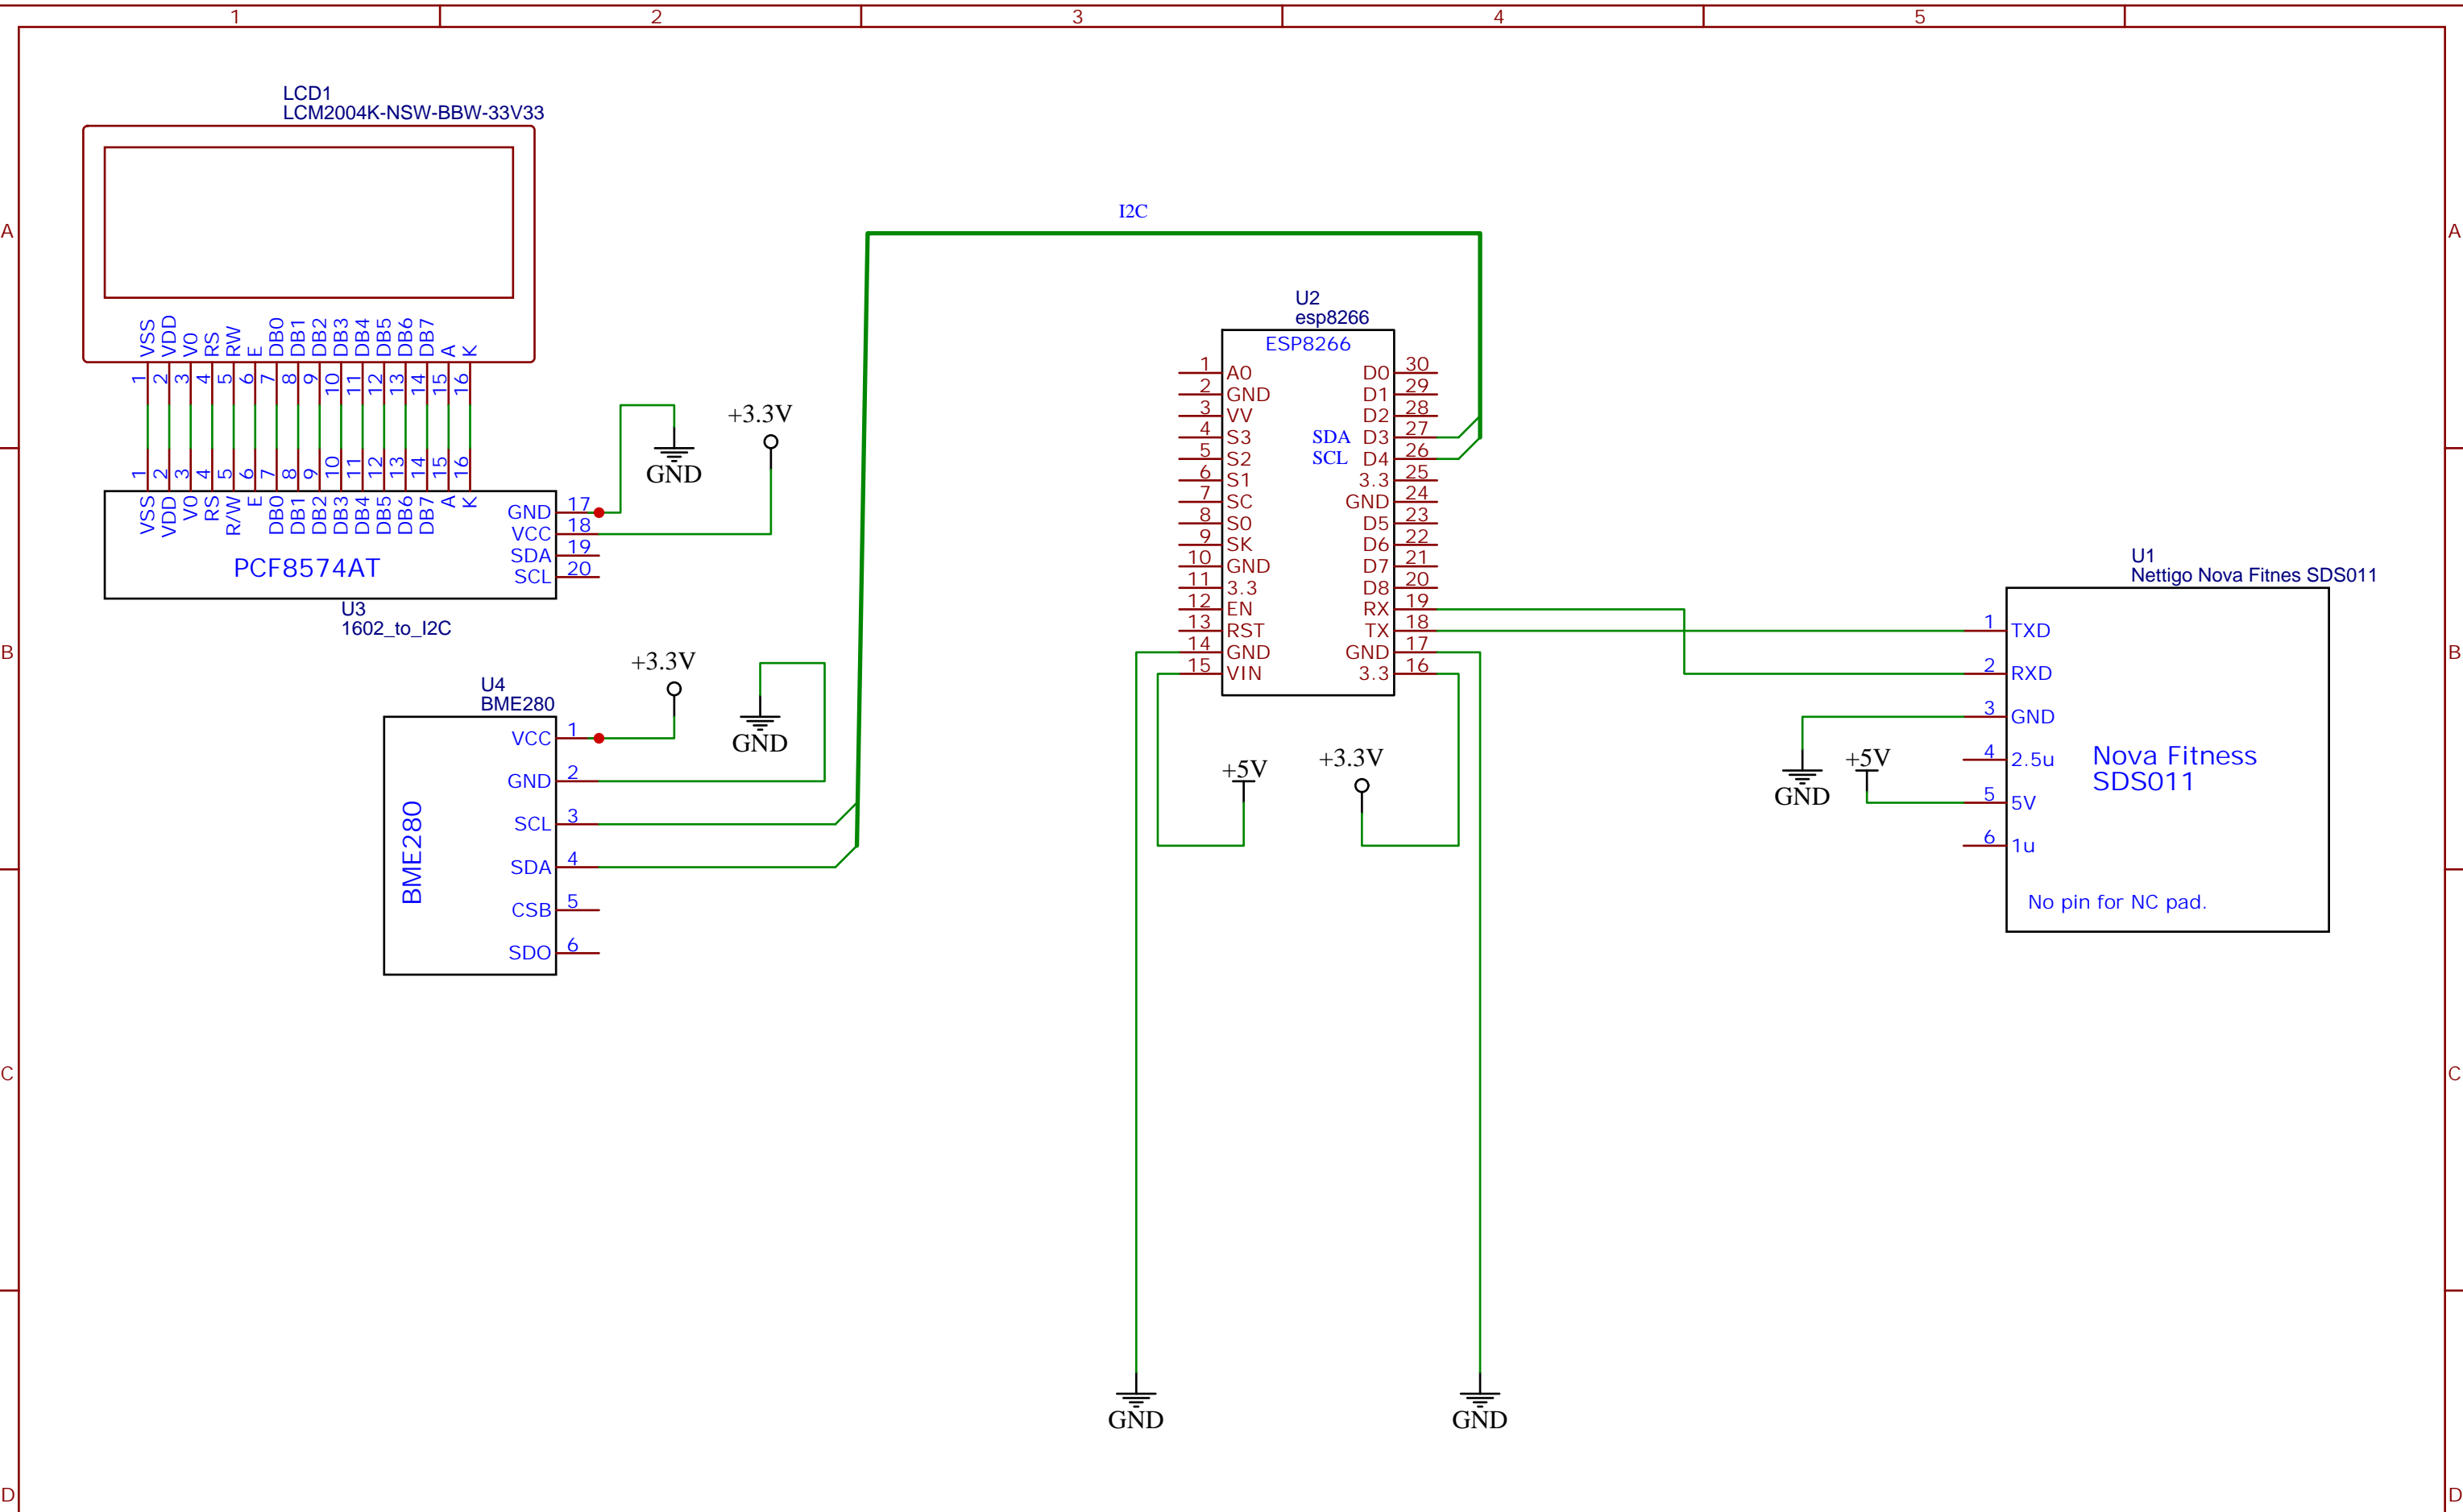 1
2
3
4
5
A
B
C
D
A
B
C
D
LCD1
LCM2004K-NSW-BBW-33V33
VSS
VDD
V0
RS
RW
E
DB0
DB1
DB2
DB3
DB4
DB5
DB6
DB7
A
K
1
2
3
4
5
6
7
8
9
10
11
12
13
14
15
16
1
2
3
4
5
6
7
8
9
10
11
12
13
14
15
16
VSS
VDD
V0
RS
R/W
E
DB0
DB1
DB2
DB3
DB4
DB5
DB6
DB7
A
K
GND 17
VCC 18
SDA 19
SCL 20
PCF8574AT
U3
1602_to_I2C
GND
+3.3V
U4
BME280
BME280
VCC 1
GND 2
SCL 3
SDA 4
CSB 5
SDO 6
+3.3V
GND
I2C
U2
esp8266
ESP8266
1 A0
2 GND
3 VV
4 S3
5 S2
6 S1
7 SC
8 S0
9 SK
10 GND
11 3.3
12 EN
13 RST
14 GND
15 VIN
D0 30
D1 29
D2 28
SDA D3 27
SCL D4 26
3.3 25
GND 24
D5 23
D6 22
D7 21
D8 20
RX 19
TX 18
GND 17
3.3 16
+5V
+3.3V
GND
GND
U1
Nettigo Nova Fitnes SDS011
1 TXD
2 RXD
3 GND
4 2.5u
5 5V
6 1u
Nova Fitness
SDS011
No pin for NC pad.
GND
+5V